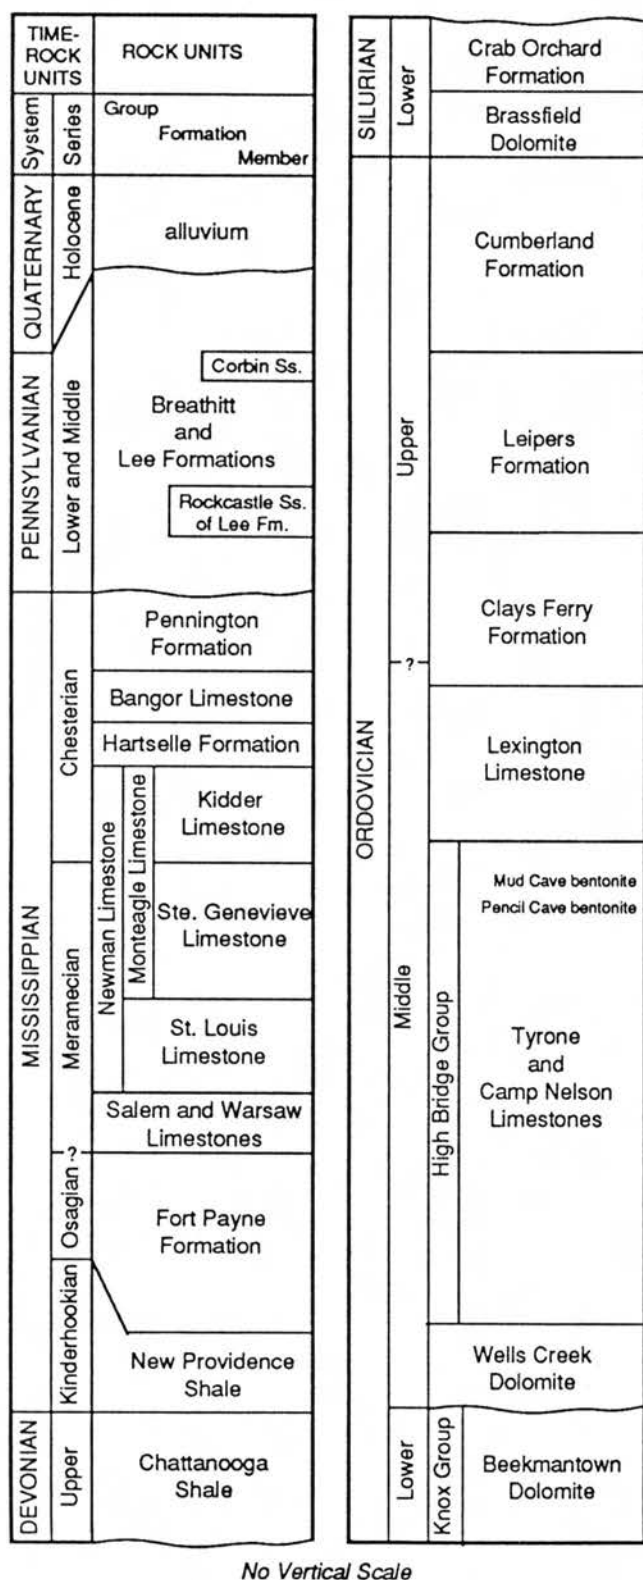 TIME-
ROCK
UNITS
ROCK UNITS
System
Series
Group
Formation
Member
QUATERNARY
Holocene
alluvium
PENNSYLVANIAN
Lower and Middle
Corbin Ss.
Breathitt
and
Lee Formations
Rockcastle Ss.
of Lee Fm.
MISSISSIPPIAN
Chesterian
Pennington
Formation
Bangor Limestone
Hartselle Formation
Newman Limestone
Monteagle Limestone
Kidder
Limestone
Meramecian
Ste. Genevieve
Limestone
St. Louis
Limestone
Salem and Warsaw
Limestones
?
Osagian
Fort Payne
Formation
Kinderhookian
New Providence
Shale
DEVONIAN
Upper
Chattanooga
Shale
SILURIAN
Lower
Crab Orchard
Formation
Brassfield
Dolomite
ORDOVICIAN
Upper
Cumberland
Formation
Leipers
Formation
Clays Ferry
Formation
?
Middle
Lexington
Limestone
High Bridge Group
Mud Cave bentonite
Pencil Cave bentonite
Tyrone
and
Camp Nelson
Limestones
Wells Creek
Dolomite
Lower
Knox Group
Beekmantown
Dolomite
No Vertical Scale